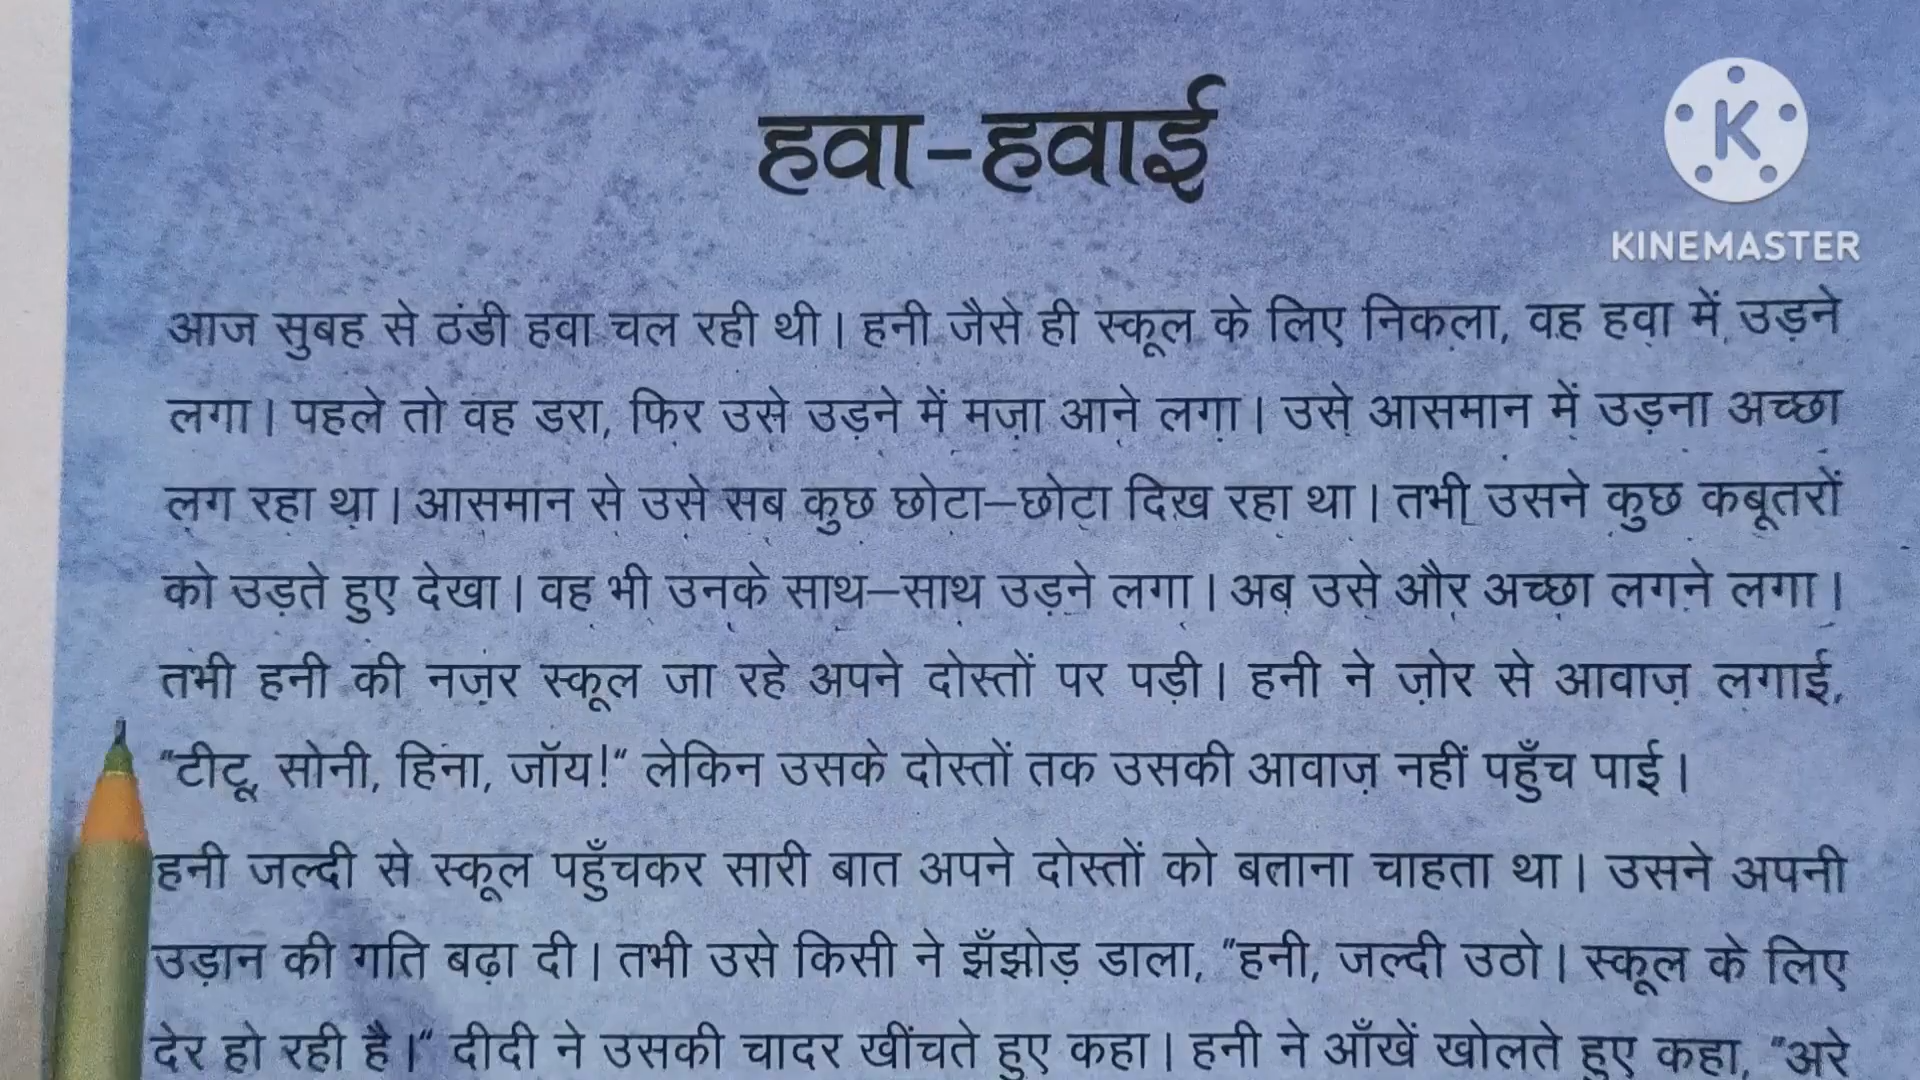 हवा-हवाई
KINEMASTER
आज सुबह से ठंडी हवा चल रही थी। हनी जैसे ही स्कूल के लिए निकला, वह हवा में उड़ने
लगा। पहले तो वह डरा, फिर उसे उड़ने में मज़ा आने लगा। उसे आसमान में उड़ना अच्छा
लग रहा था। आसमान से उसे सब कुछ छोटा–छोटा दिख रहा था। तभी उसने कुछ कबूतरों
को उड़ते हुए देखा। वह भी उनके साथ–साथ उड़ने लगा। अब उसे और अच्छा लगने लगा।
तभी हनी की नज़र स्कूल जा रहे अपने दोस्तों पर पड़ी। हनी ने ज़ोर से आवाज़ लगाई,
"टीटू, सोनी, हिना, जॉय!" लेकिन उसके दोस्तों तक उसकी आवाज़ नहीं पहुँच पाई।
हनी जल्दी से स्कूल पहुँचकर सारी बात अपने दोस्तों को बताना चाहता था। उसने अपनी
उड़ान की गति बढ़ा दी। तभी उसे किसी ने झँझोड़ डाला, "हनी, जल्दी उठो। स्कूल के लिए
देर हो रही है।" दीदी ने उसकी चादर खींचते हुए कहा। हनी ने आँखें खोलते हुए कहा, "अरे